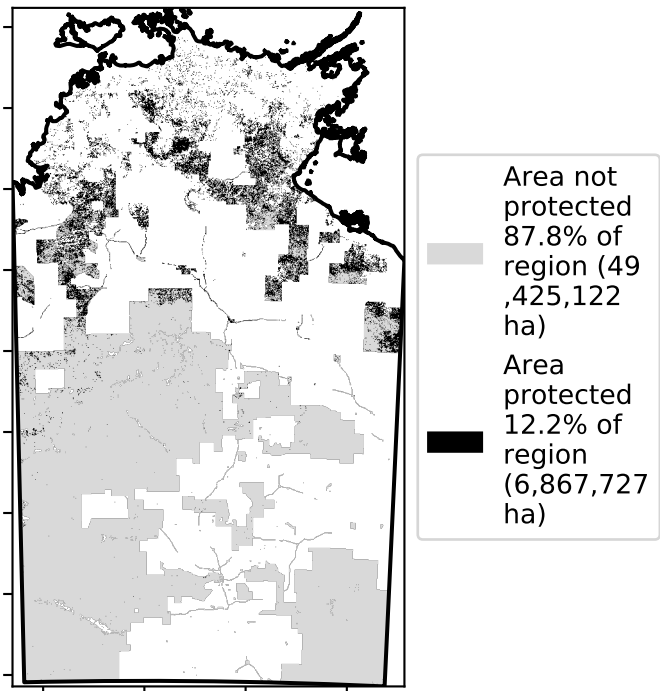 Area not
protected
87.8% of
region (49
,425,122
ha)
Area
protected
12.2% of
region
(6,867,727
ha)